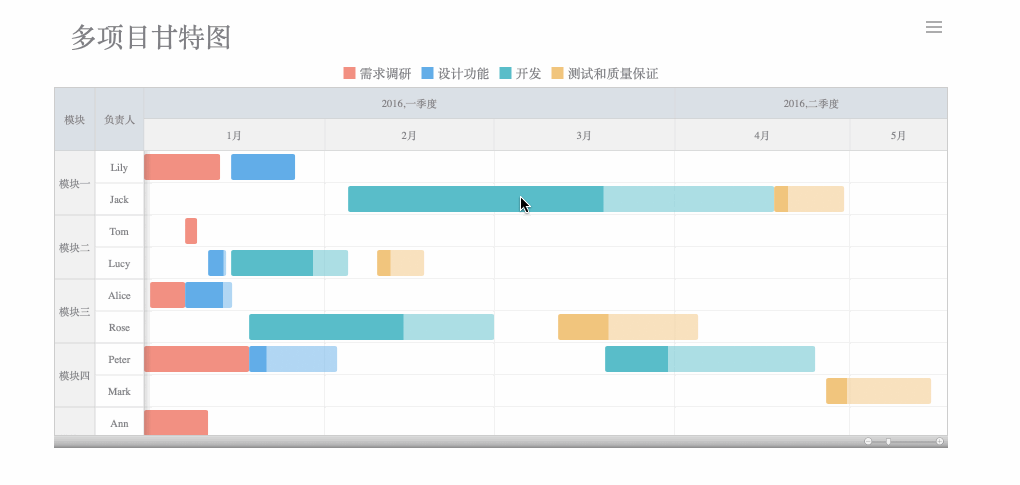 多项目甘特图
需求调研 设计功能 开发 测试和质量保证
模块 负责人 2016,一季度 2016,二季度
1月 2月 3月 4月 5月
模块一 Lily
Jack
模块二 Tom
Lucy
模块三 Alice
Rose
模块四 Peter
Mark
Ann